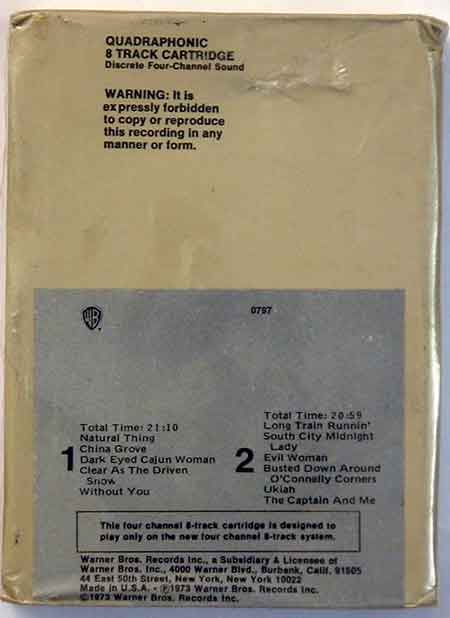 QUADRAPHONIC
8 TRACK CARTRIDGE
Discrete Four-Channel Sound
WARNING: It is
expressly forbidden
to copy or reproduce
this recording in any
manner or form.
WB
0797
1
Total Time: 21:10
Natural Thing
China Grove
Dark Eyed Cajun Woman
Clear As The Driven
Snow
Without You
2
Total Time: 20:59
Long Train Runnin'
South City Midnight
Lady
Evil Woman
Busted Down Around
O'Connelly Corners
Ukiah
The Captain And Me
This four channel 8-track cartridge is designed to
play only on the new four channel 8-track system.
Warner Bros. Records Inc., a Subsidiary & Licensee of
Warner Bros. Inc., 4000 Warner Blvd., Burbank, Calif. 91505
44 East 50th Street, New York, New York 10022
Made in U.S.A. - ℗1973 Warner Bros. Records Inc.
©1973 Warner Bros. Records Inc.